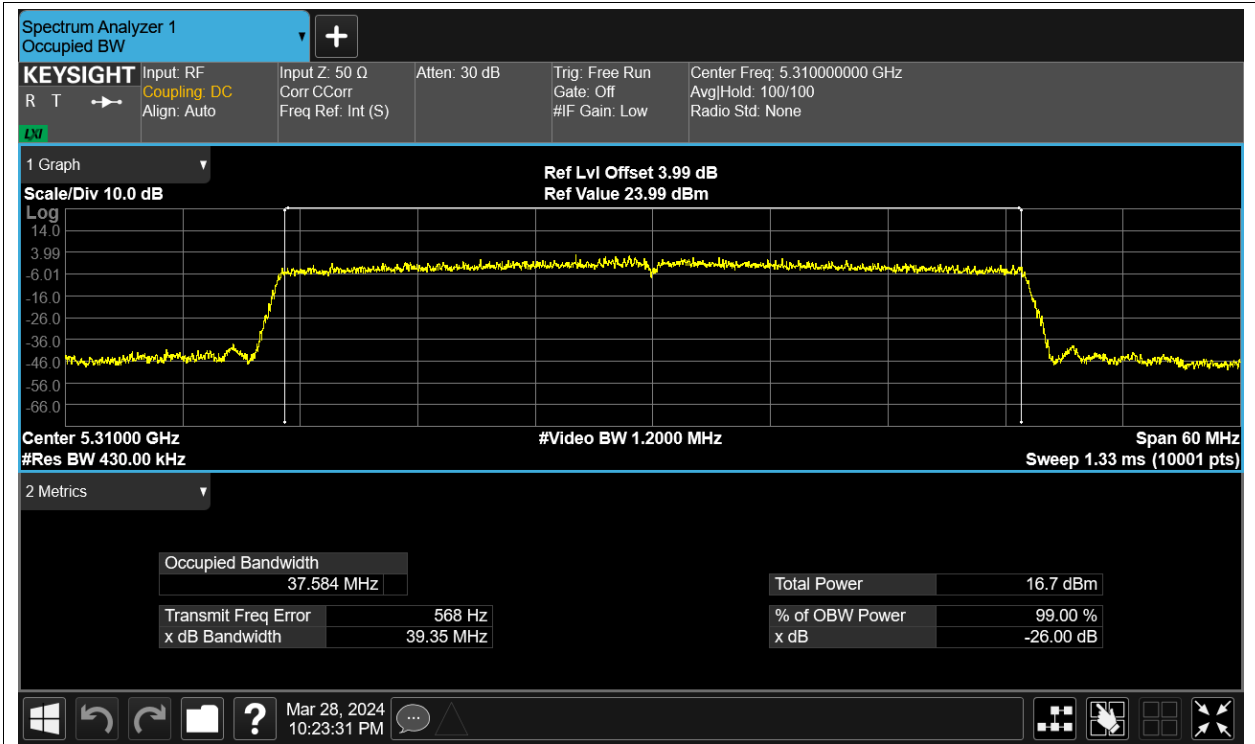 Spectrum Analyzer 1
Occupied BW
▼
+
KEYSIGHT
R T
LXI
Input: RF
Coupling: DC
Align: Auto
Input Z: 50 Ω
Corr CCorr
Freq Ref: Int (S)
Atten: 30 dB
Trig: Free Run
Gate: Off
#IF Gain: Low
Center Freq: 5.310000000 GHz
Avg|Hold: 100/100
Radio Std: None
1 Graph ▼
Ref Lvl Offset 3.99 dB
Scale/Div 10.0 dB
Ref Value 23.99 dBm
Log
14.0
3.99
-6.01
-16.0
-26.0
-36.0
-46.0
-56.0
-66.0
Center 5.31000 GHz
#Video BW 1.2000 MHz
Span 60 MHz
#Res BW 430.00 kHz
Sweep 1.33 ms (10001 pts)
2 Metrics ▼
Occupied Bandwidth
37.584 MHz
Total Power 16.7 dBm
Transmit Freq Error 568 Hz
% of OBW Power 99.00 %
x dB Bandwidth 39.35 MHz
x dB -26.00 dB
?
Mar 28, 2024
10:23:31 PM